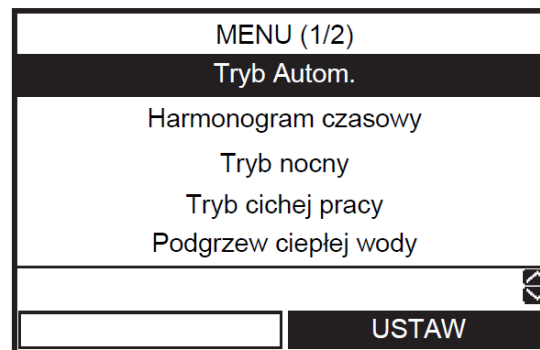 MENU (1/2)
Tryb Autom.
Harmonogram czasowy
Tryb nocny
Tryb cichej pracy
Podgrzew ciepłej wody
USTAW